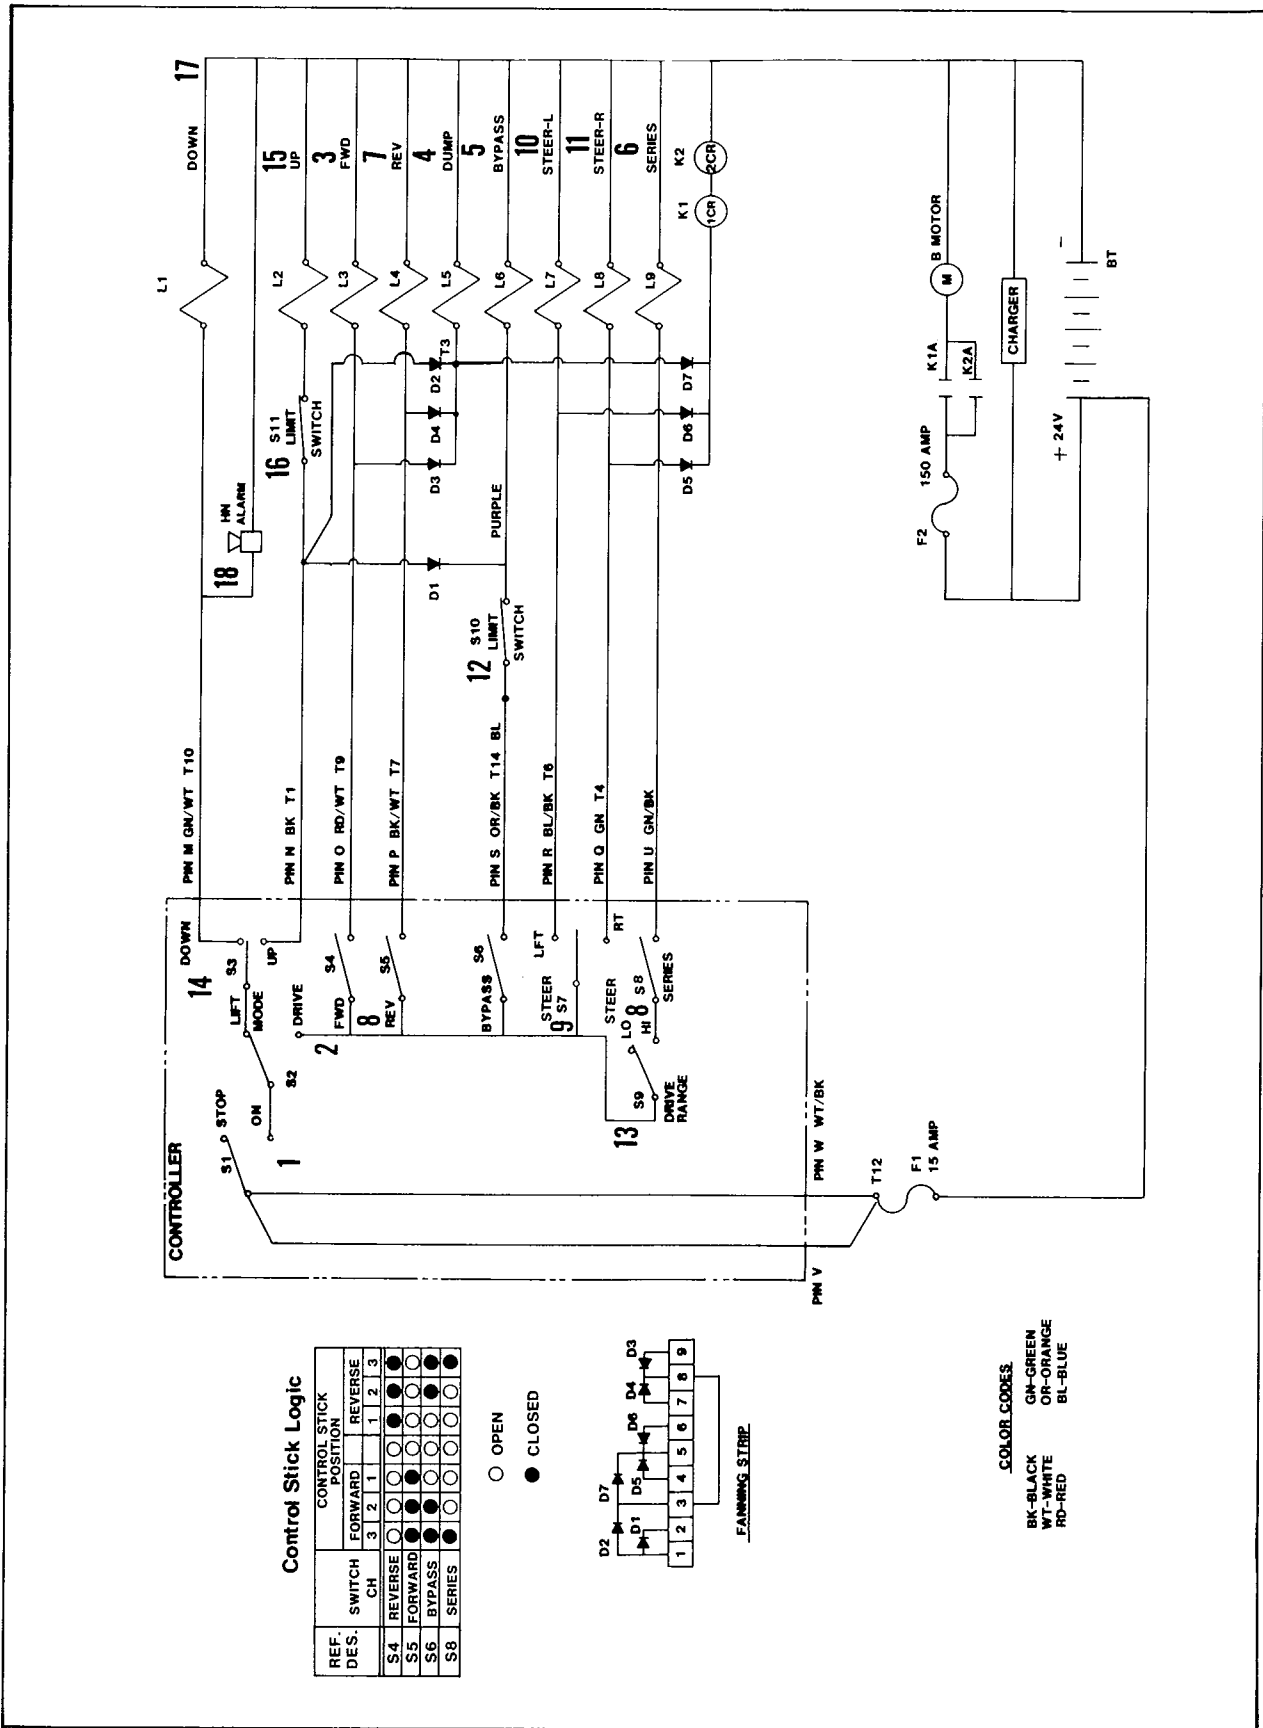 CONTROLLER
S1 STOP
1
ON
S2
LIFT
MODE
DRIVE
2
14
S3
DOWN
UP
S4
FWD
8
S5
REV
S6
BYPASS
LFT
STEER
S7
9
STEER
RT
LO
HI
8
S8
SERIES
S9
DRIVE
RANGE
13
PIN M GN/WT T10
PIN N BK T1
PIN O RD/WT T9
PIN P BK/WT T7
PIN S OR/BK T14 BL
PIN R BL/BK T6
PIN Q GN T4
PIN U GN/BK
PIN W WT/BK
PIN V
T12
F1
15 AMP
18
HN
ALARM
16
S11
LIMIT
SWITCH
12
S10
LIMIT
SWITCH
PURPLE
D1
D3
D4
D2
T3
D5
D6
D7
L1
L2
L3
L4
L5
L6
L7
L8
L9
K1
1CR
K2
2CR
17
DOWN
15
UP
3
FWD
7
REV
4
DUMP
5
BYPASS
10
STEER-L
11
STEER-R
6
SERIES
F2
150 AMP
K1A
K2A
M
B MOTOR
CHARGER
+ 24V
−
BT
Control Stick Logic
REF. DES.
SWITCH CH
CONTROL STICK POSITION
FORWARD
REVERSE
3 2 1 1 2 3
S4 REVERSE
S5 FORWARD
S6 BYPASS
S8 SERIES
OPEN
CLOSED
D2
D1
D7
D5
D6
D4
D3
1 2 3 4 5 6 7 8 9
FANNING STRIP
COLOR CODES
BK-BLACK GN-GREEN
WT-WHITE OR-ORANGE
RD-RED BL-BLUE